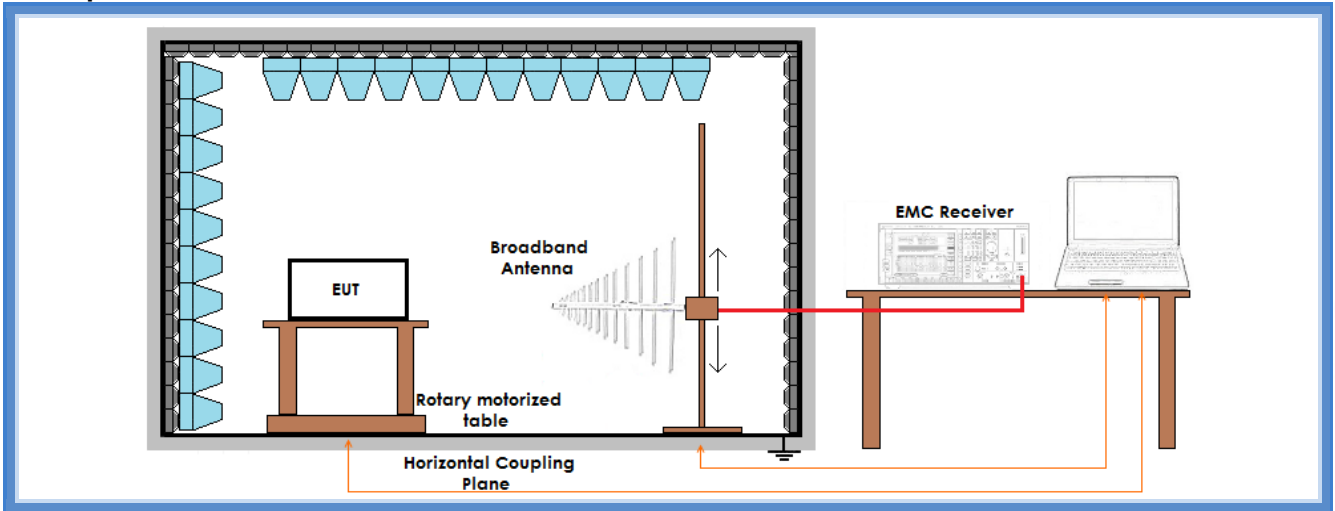 EMC Receiver
Broadband
Antenna
EUT
Rotary motorized
table
Horizontal Coupling
Plane